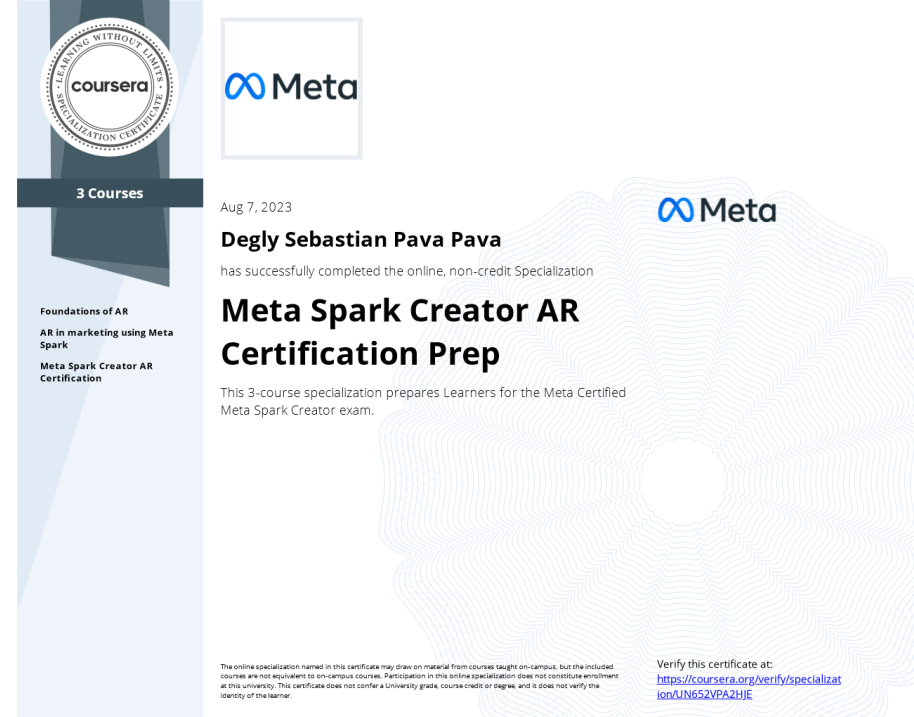 LEARNING WITHOUT LIMITS
coursera
SPECIALIZATION CERTIFICATE
3 Courses
Foundations of AR
AR in marketing using Meta
Spark
Meta Spark Creator AR
Certification
Meta
Aug 7, 2023
Degly Sebastian Pava Pava
has successfully completed the online, non-credit Specialization
Meta Spark Creator AR
Certification Prep
This 3-course specialization prepares Learners for the Meta Certified
Meta Spark Creator exam.
Meta
The online specialization named in this certificate may draw on material from courses taught on-campus, but the included
courses are not equivalent to on-campus courses. Participation in this online specialization does not constitute enrollment
at this university. This certificate does not confer a University grade, course credit or degree, and it does not verify the
identity of the learner.
Verify this certificate at:
https://coursera.org/verify/specializat
ion/UN652VPA2HJE